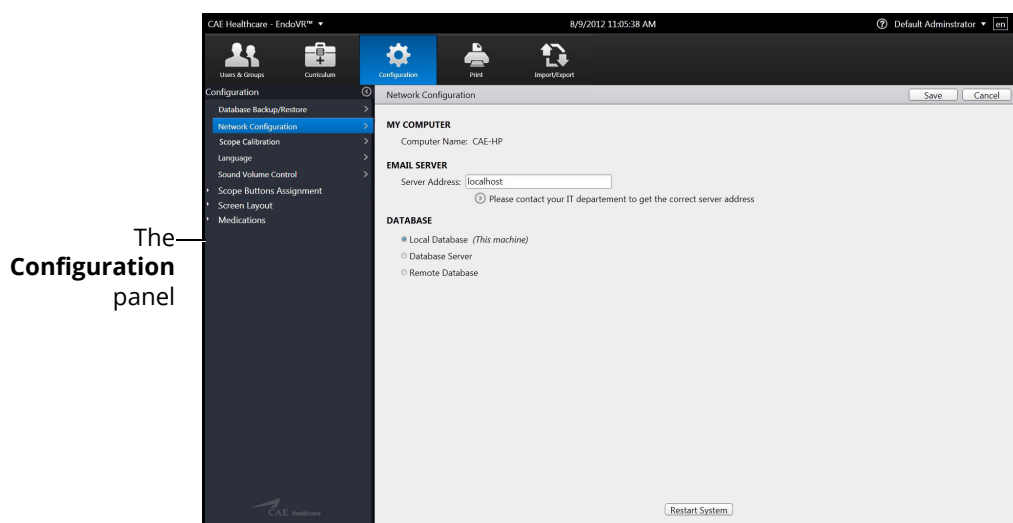 CAE Healthcare - EndoVR™
8/9/2012 11:05:38 AM
Default Adminstrator
en
Users & Groups
Curriculum
Configuration
Print
Import/Export
Configuration
Database Backup/Restore
Network Configuration
Scope Calibration
Language
Sound Volume Control
Scope Buttons Assignment
Screen Layout
Medications
The
Configuration
panel
CAE Healthcare
Network Configuration
Save
Cancel
MY COMPUTER
Computer Name: CAE-HP
EMAIL SERVER
Server Address: localhost
Please contact your IT departement to get the correct server address
DATABASE
Local Database (This machine)
Database Server
Remote Database
Restart System